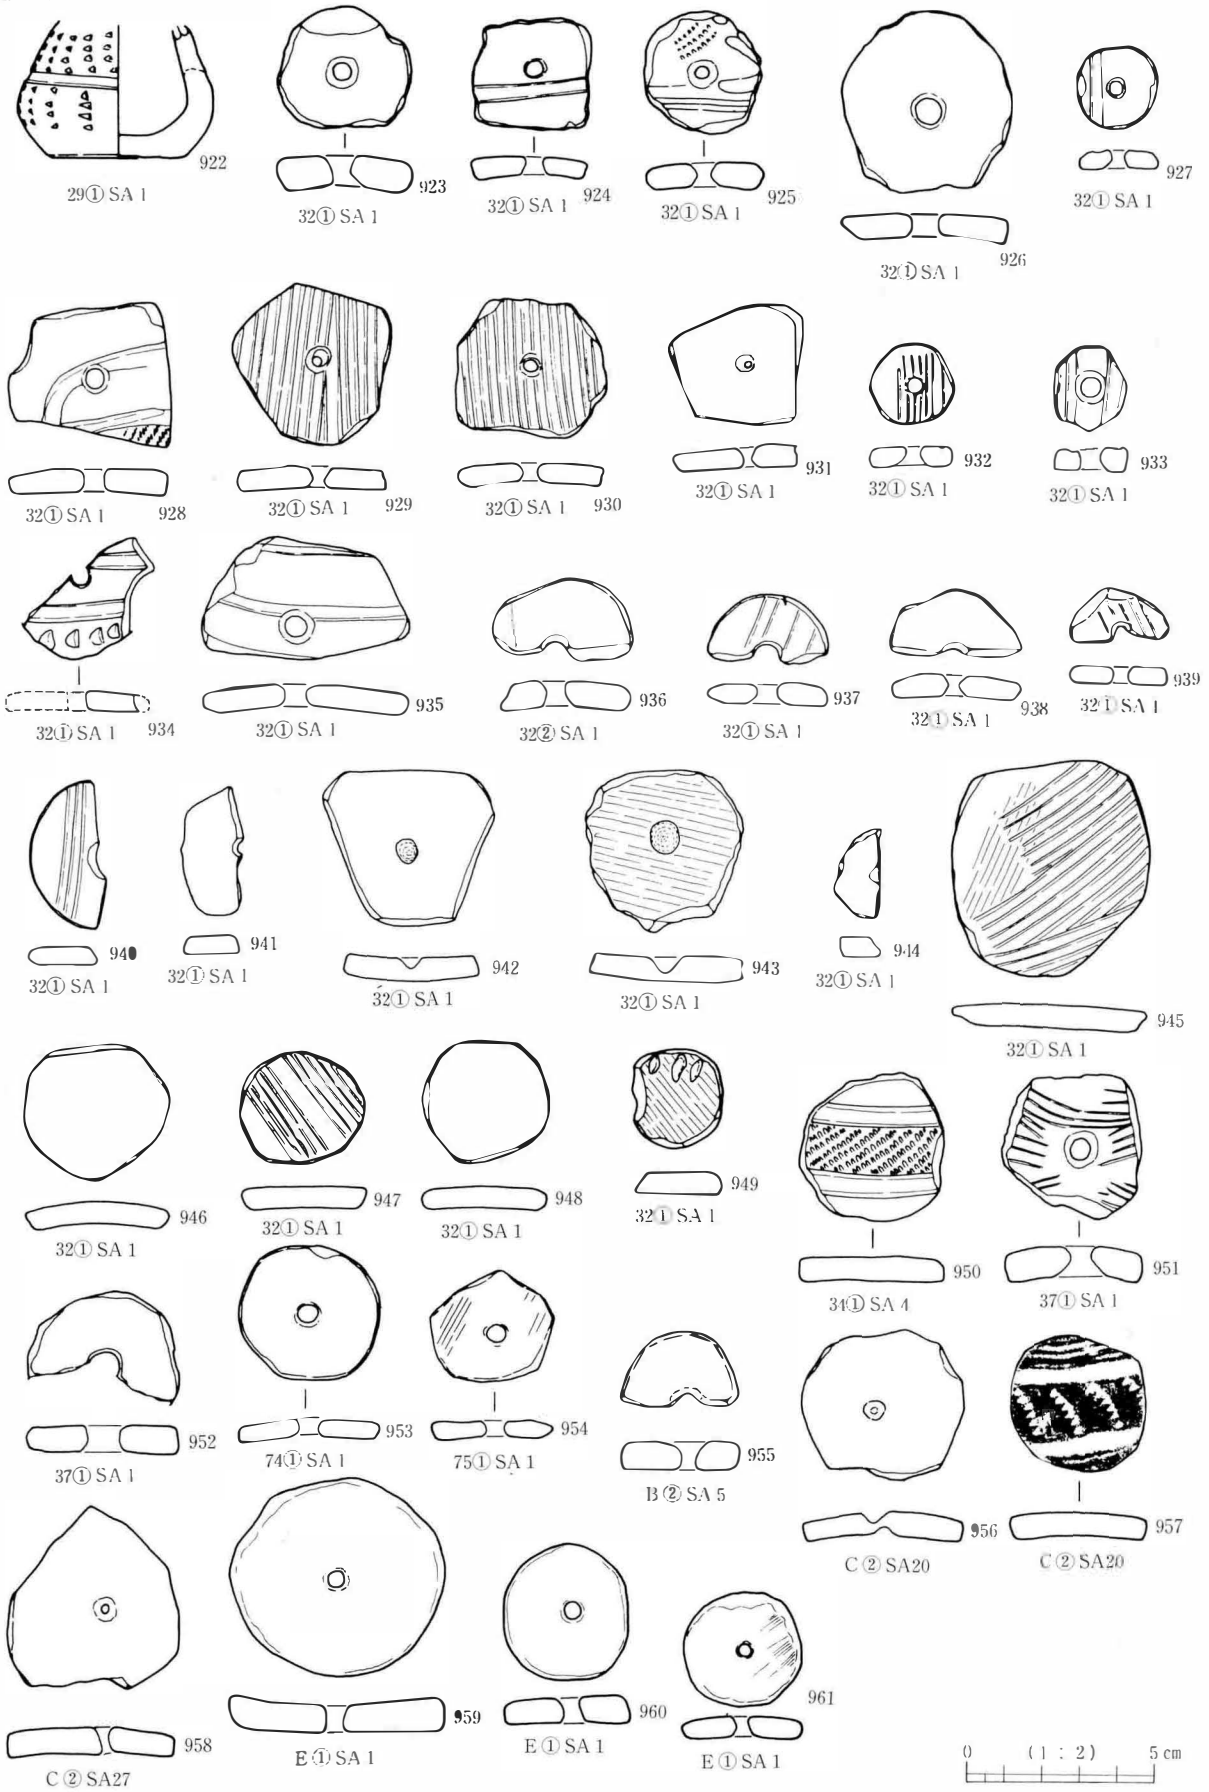 922
29① SA 1
923
32① SA 1
924
32① SA 1
925
32① SA 1
926
32① SA 1
927
32① SA 1
928
32① SA 1
929
32① SA 1
930
32① SA 1
931
32① SA 1
932
32① SA 1
933
32① SA 1
934
32① SA 1
935
32① SA 1
936
32② SA 1
937
32① SA 1
938
32① SA 1
939
32① SA 1
940
32① SA 1
941
32① SA 1
942
32① SA 1
943
32① SA 1
944
32① SA 1
945
32① SA 1
946
32① SA 1
947
32① SA 1
948
32① SA 1
949
32① SA 1
950
34① SA 4
951
37① SA 1
952
37① SA 1
953
74① SA 1
954
75① SA 1
955
B ② SA 5
956
C ② SA20
957
C ② SA20
958
C ② SA27
959
E ① SA 1
960
E ① SA 1
961
E ① SA 1
0 (1 : 2) 5 cm